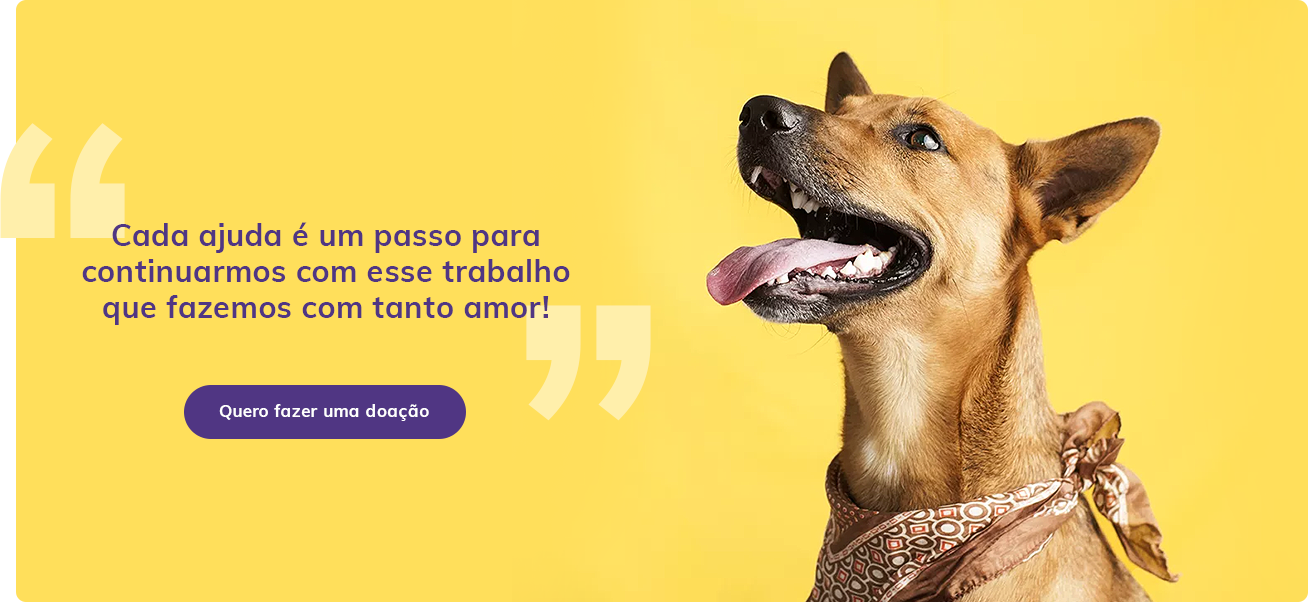 Cada ajuda é um passo para
continuarmos com esse trabalho
que fazemos com tanto amor!
Quero fazer uma doação